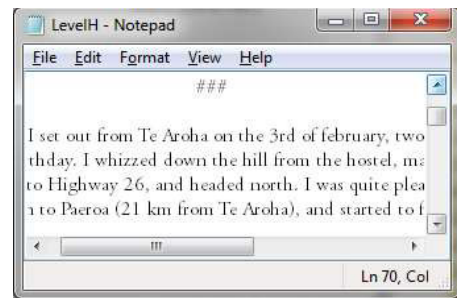 LevelH - Notepad
File Edit Format View Help
###
I set out from Te Aroha on the 3rd of february, two
thday. I whizzed down the hill from the hostel, ma
to Highway 26, and headed north. I was quite plea
to Paeroa (21 km from Te Aroha), and started to f
Ln 70, Col